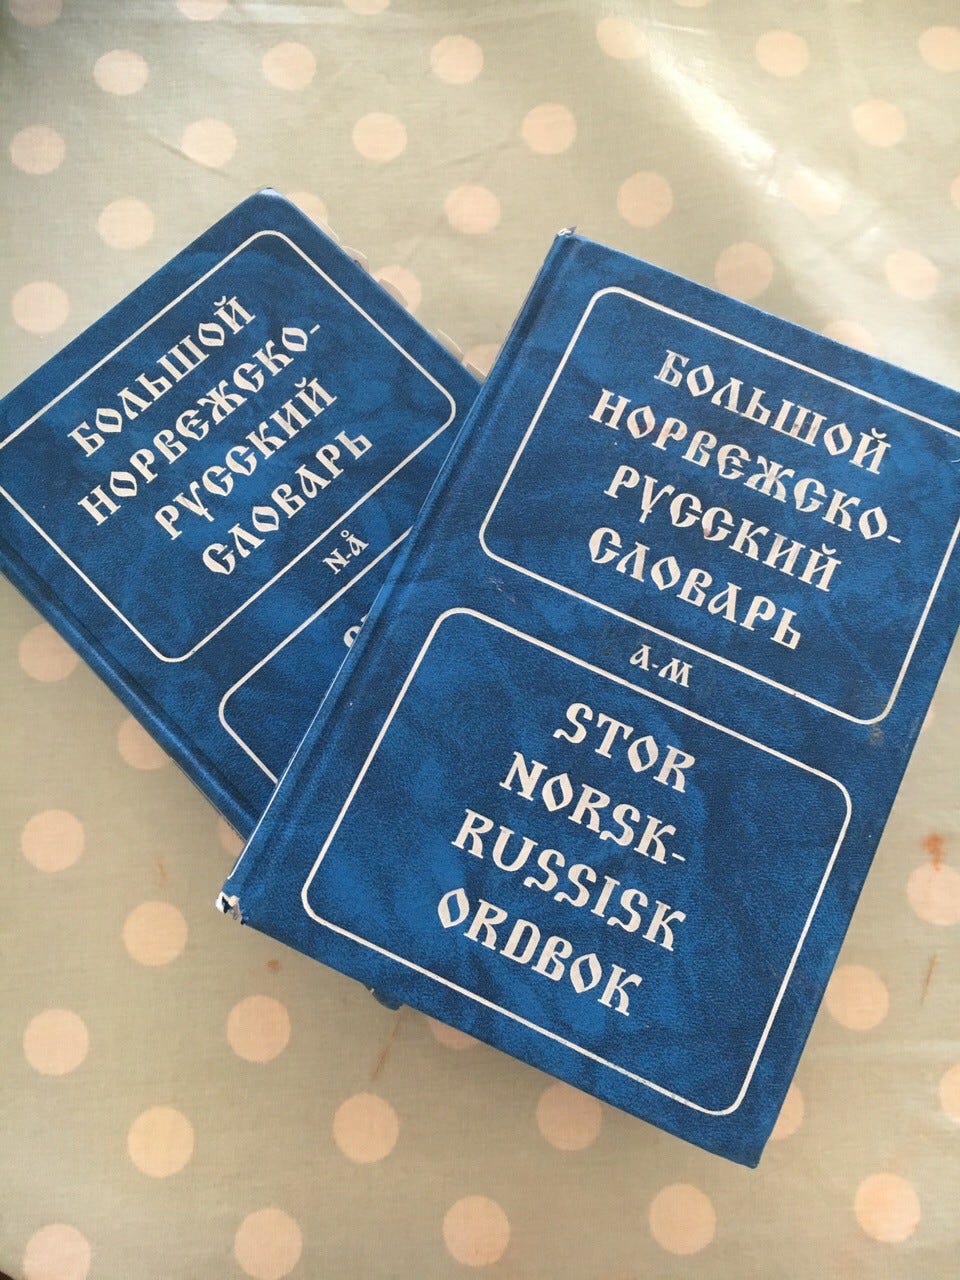 БОЛЬШОЙ
НОРВЕЖСКО-
РУССКИЙ
СЛОВАРЬ
N-Å
БОЛЬШОЙ
НОРВЕЖСКО-
РУССКИЙ
СЛОВАРЬ
A-M
STOR
NORSK-
RUSSISK
ORDBOK